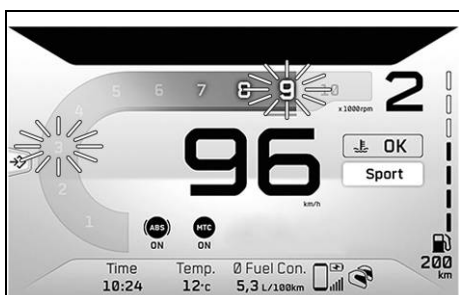 5 6 7 8 9 10
4
x1000rpm
2
3
96
OK
2
Sport
km/h
1
ABS
MTC
ON
ON
200
km
Time
Temp.
Ø Fuel Con.
10:24
12°C
5,3 L/100km